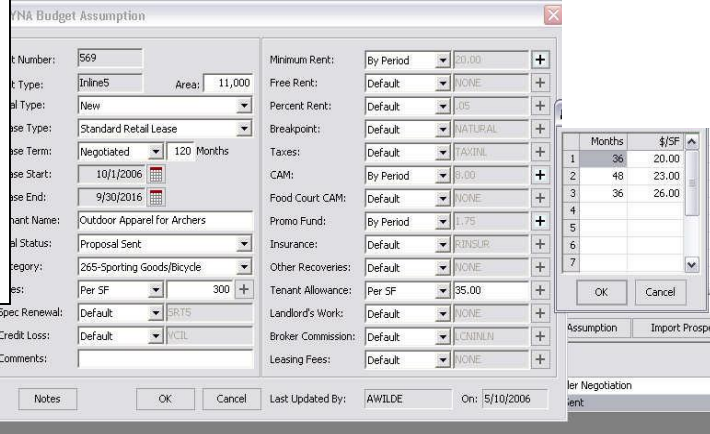 YNA Budget Assumption
t Number: 569
t Type: Inline5 Area: 11,000
al Type: New
ase Type: Standard Retail Lease
ase Term: Negotiated 120 Months
ase Start: 10/1/2006
ase End: 9/30/2016
nant Name: Outdoor Apparel for Archers
al Status: Proposal Sent
tegory: 265-Sporting Goods/Bicycle
es: Per SF 300 +
Spec Renewal: Default SRT5
Credit Loss: Default VCIL
Comments:
Minimum Rent: By Period 20.00 +
Free Rent: Default NONE +
Percent Rent: Default .05 +
Breakpoint: Default NATURAL +
Taxes: Default TAXINL +
CAM: By Period 8.00 +
Food Court CAM: Default NONE +
Promo Fund: By Period 1.75 +
Insurance: Default RINSUR +
Other Recoveries: Default NONE +
Tenant Allowance: Per SF 35.00 +
Landlord's Work: Default NONE +
Broker Commission: Default LCNINLN +
Leasing Fees: Default +
Notes OK Cancel Last Updated By: AWILDE On: 5/10/2006
Months $/SF
1 36 20.00
2 48 23.00
3 36 26.00
4
5
6
7
OK Cancel
Assumption Import Prospe
er Negotiation
ent